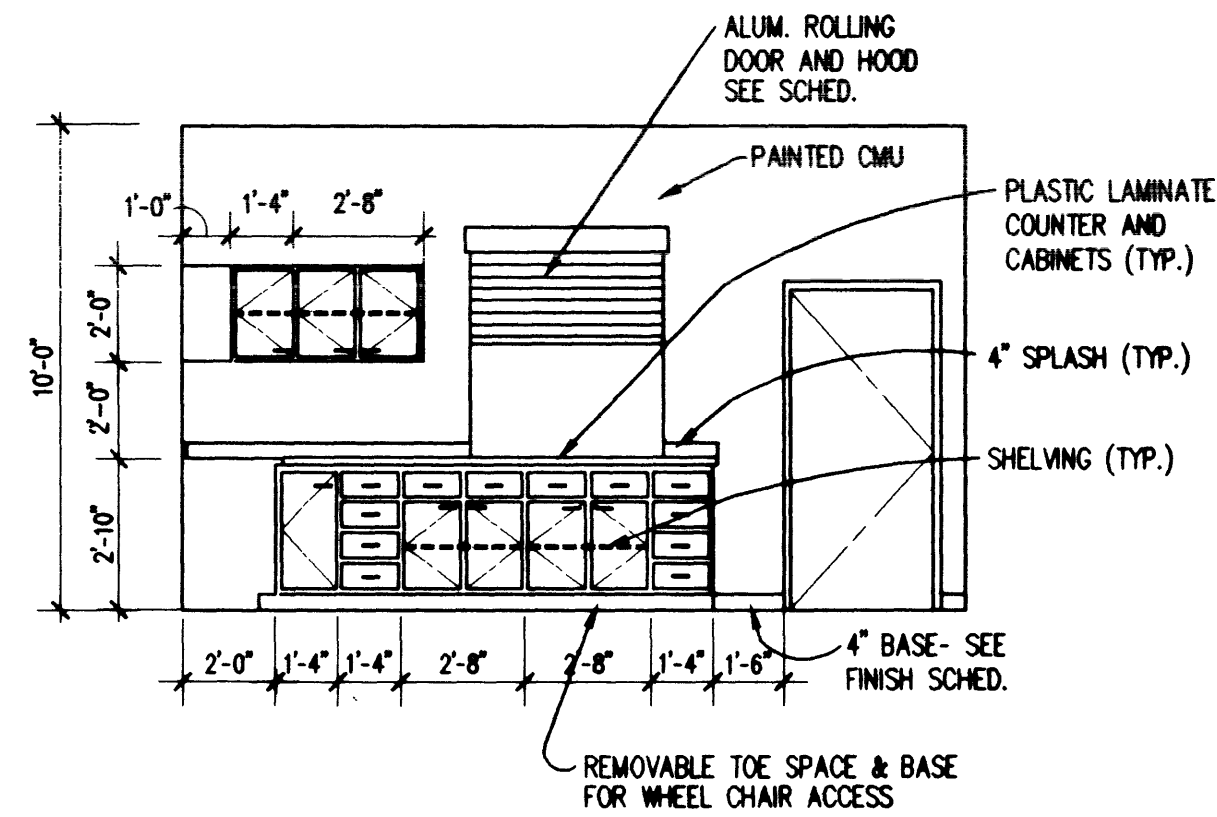 ALUM. ROLLING
DOOR AND HOOD
SEE SCHED.
PAINTED CMU
PLASTIC LAMINATE
COUNTER AND
CABINETS (TYP.)
1'-0" 1'-4" 2'-8"
2'-0"
10'-0"
2'-0"
4" SPLASH (TYP.)
SHELVING (TYP.)
2'-10"
2'-0" 1'-4" 1'-4" 2'-8" 2'-8" 1'-4" 1'-6"
4" BASE- SEE
FINISH SCHED.
REMOVABLE TOE SPACE & BASE
FOR WHEEL CHAIR ACCESS